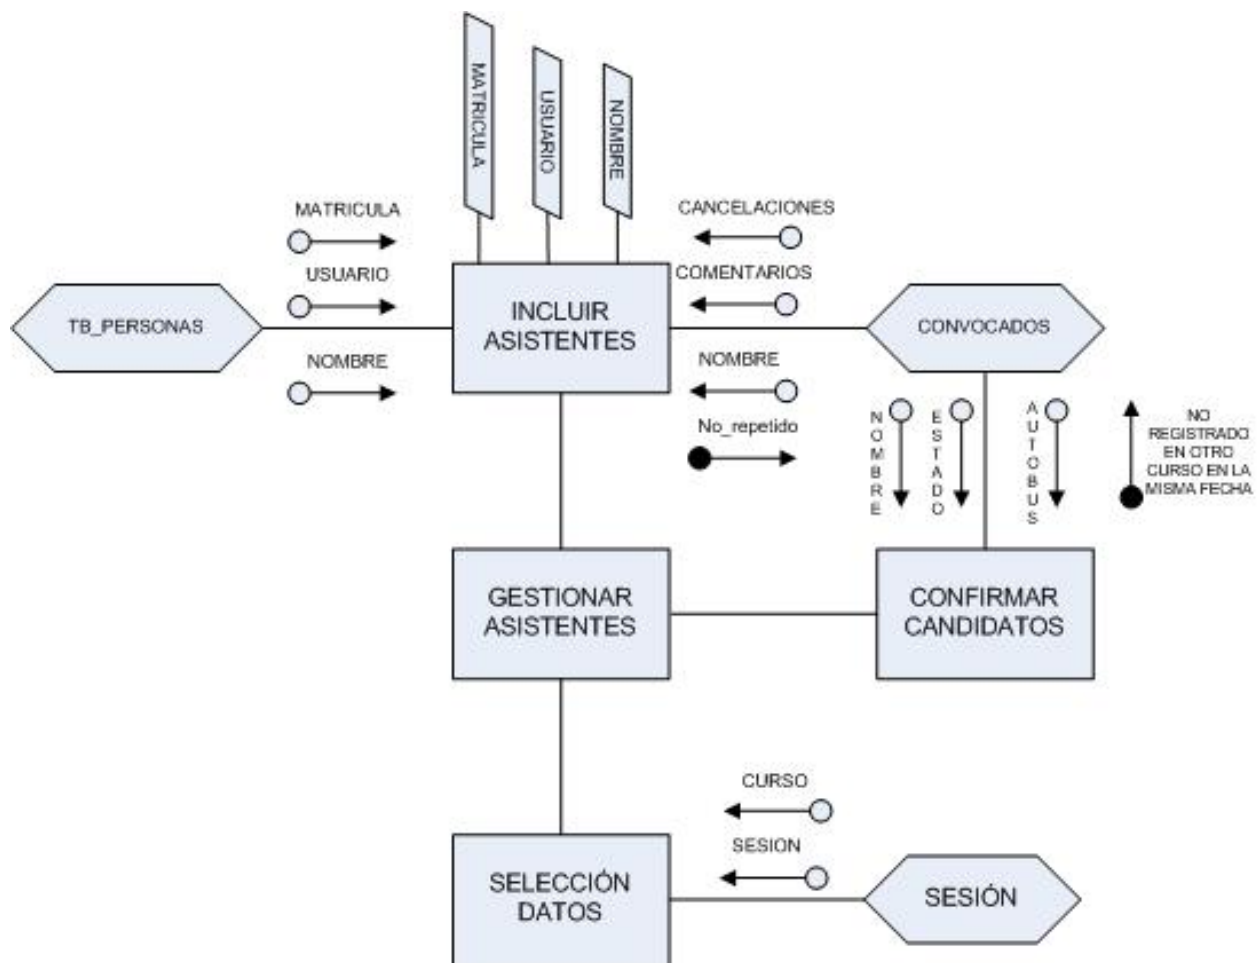 MATRICULA
USUARIO
NOMBRE
MATRICULA
CANCELACIONES
USUARIO
COMENTARIOS
INCLUIR
ASISTENTES
TB_PERSONAS
CONVOCADOS
NOMBRE
NOMBRE
No_repetido
NOMBRE
ESTADO
AUTOBUS
NO
REGISTRADO
EN OTRO
CURSO EN LA
MISMA FECHA
GESTIONAR
ASISTENTES
CONFIRMAR
CANDIDATOS
CURSO
SESION
SELECCIÓN
DATOS
SESIÓN